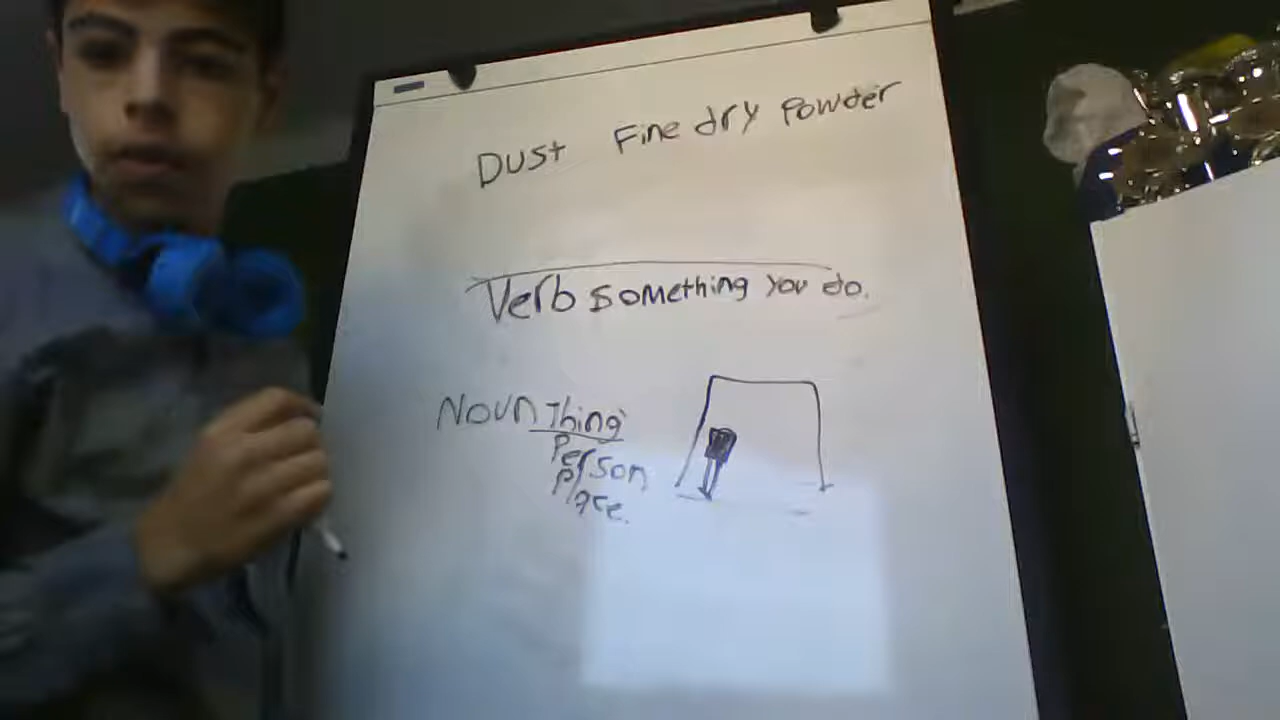 Dust Fine dry Powder
Verb something you do.
Noun Thing
Person
Place.